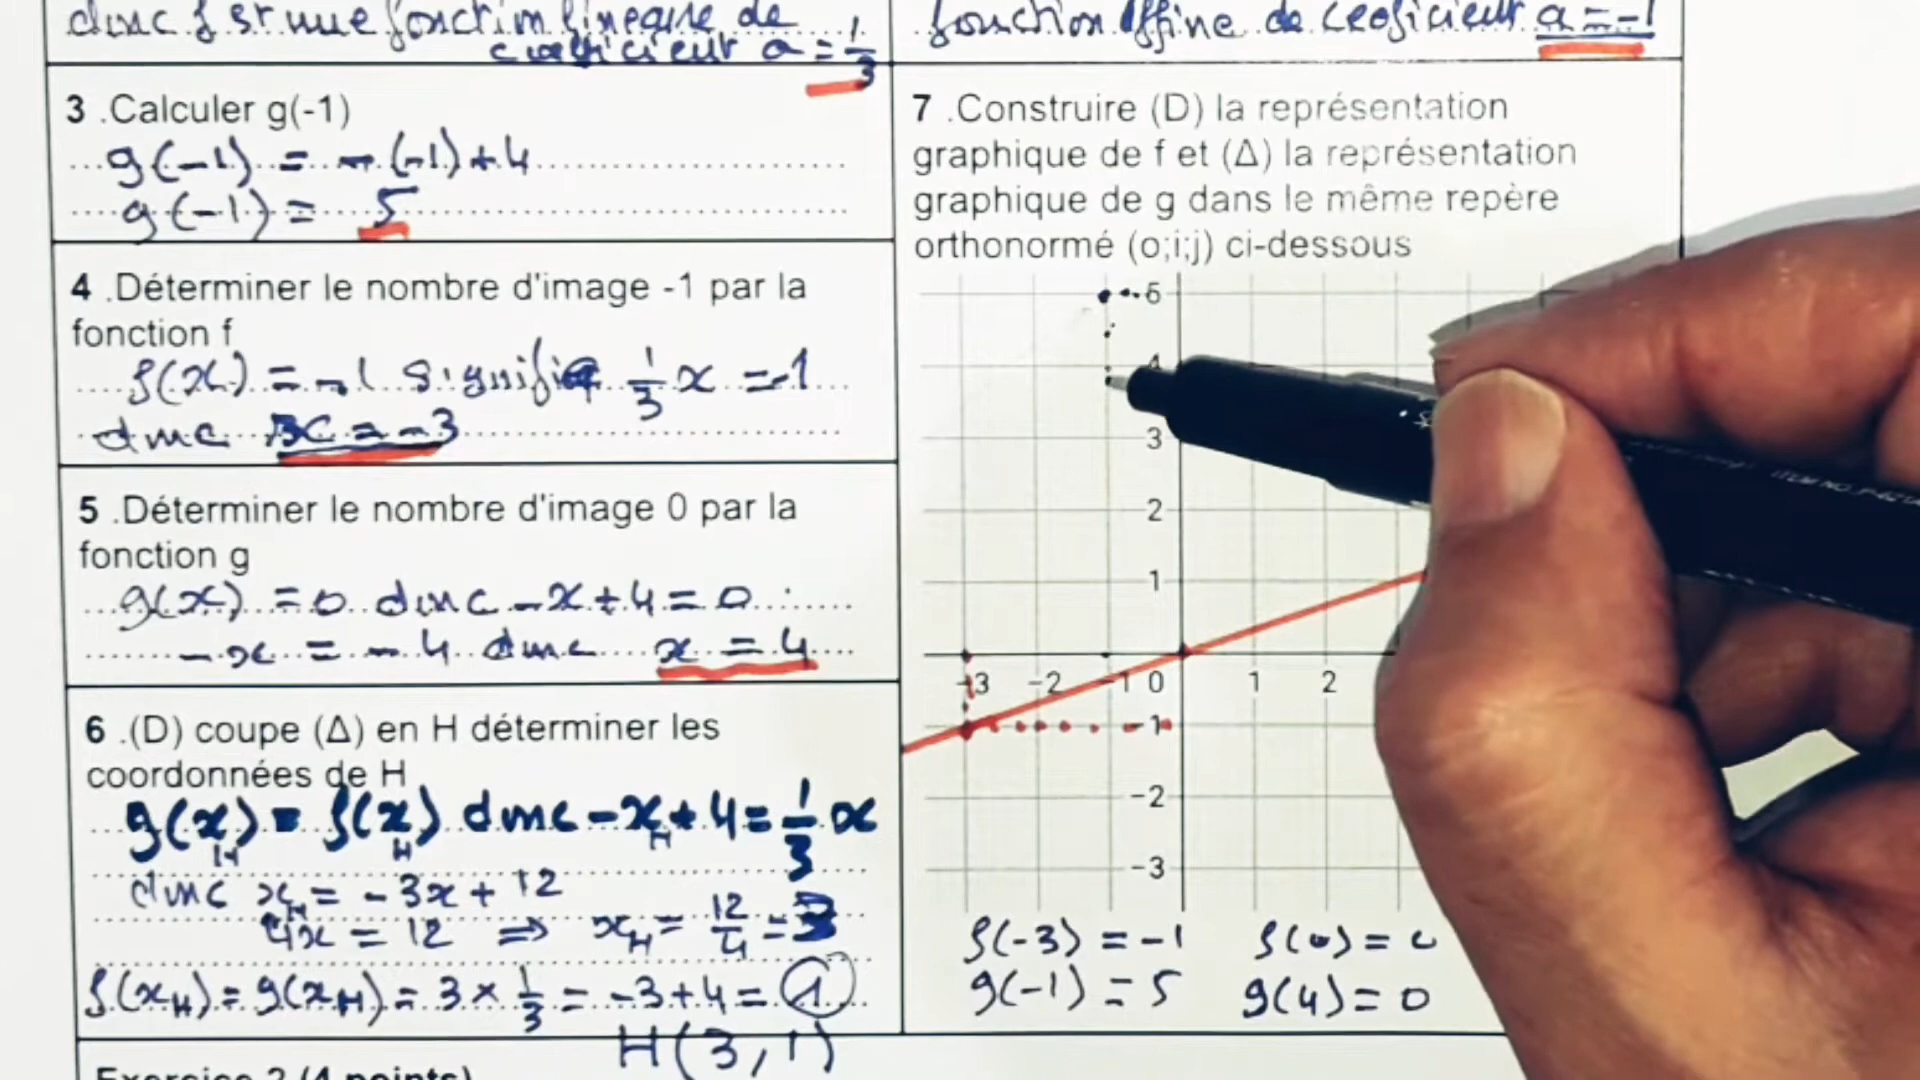 donc f est une fonction linéaire de
coefficient a = 1/3
3 .Calculer g(-1)
g(-1) = -(-1)+4
g(-1) = 5
4 .Déterminer le nombre d'image -1 par la
fonction f
f(x) = -1 signifie 1/3 x = -1
donc x = -3
5 .Déterminer le nombre d'image 0 par la
fonction g
g(x) = 0 donc -x+4=0
-x = -4 donc x = 4
6 .(D) coupe (Δ) en H déterminer les
coordonnées de H
g(xH) = f(xH) donc -xH+4=1/3 x
donc xH = -3x+12
4x = 12 ⇒ xH = 12/4 = 3
f(xH) = g(xH) = 3 × 1/3 = -3+4 = 1
H(3,1)
Exercice 2 (4 points)
fonction affine de coeficient a = -1
7 .Construire (D) la représentation
graphique de f et (Δ) la représentation
graphique de g dans le même repère
orthonormé (o;i;j) ci-dessous
5
4
3
2
1
-3 -2 -1 0 1 2
-1
-2
-3
f(-3) = -1 f(0) = 0
g(-1) = 5 g(4) = 0